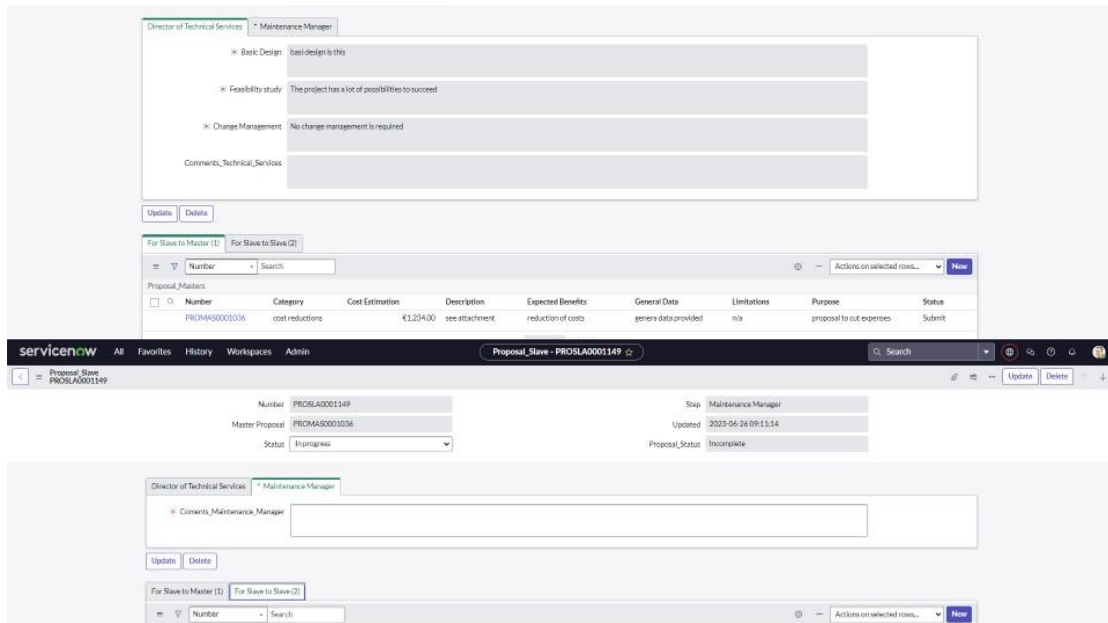 Director of Technical Services * Maintenance Manager
* Basic Design basi design is this
* Feasibility study The project has a lot of possibilities to succeed
* Change Management No change management is required
Comments_Technical_Services
Update Delete
For Slave to Master (1) For Slave to Slave (2)
Number Search Actions on selected rows... New
Proposal_Masters
Number Category Cost Estimation Description Expected Benefits General Data Limitations Purpose Status
PROMAS0001036 cost reductions €1,234.00 see attachment reduction of costs genera data provided n/a proposal to cut expenses Submit
servicenow All Favorites History Workspaces Admin Proposal_Slave - PROSLA0001149 Search
Proposal_Slave
PROSLA0001149
Update Delete
Number PROSLA0001149 Step Maintenance Manager
Master Proposal PROMAS0001036 Updated 2023-06-26 09:11:14
Status In progress Proposal_Status Incomplete
Director of Technical Services * Maintenance Manager
* Coments_Maintenance_Manager
Update Delete
For Slave to Master (1) For Slave to Slave (2)
Number Search Actions on selected rows... New